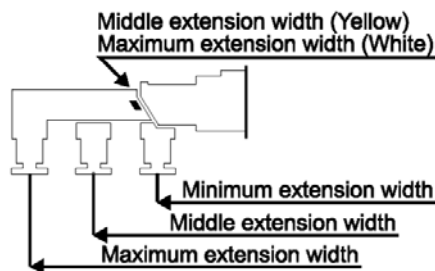 Middle extension width (Yellow)
Maximum extension width (White)
Minimum extension width
Middle extension width
Maximum extension width